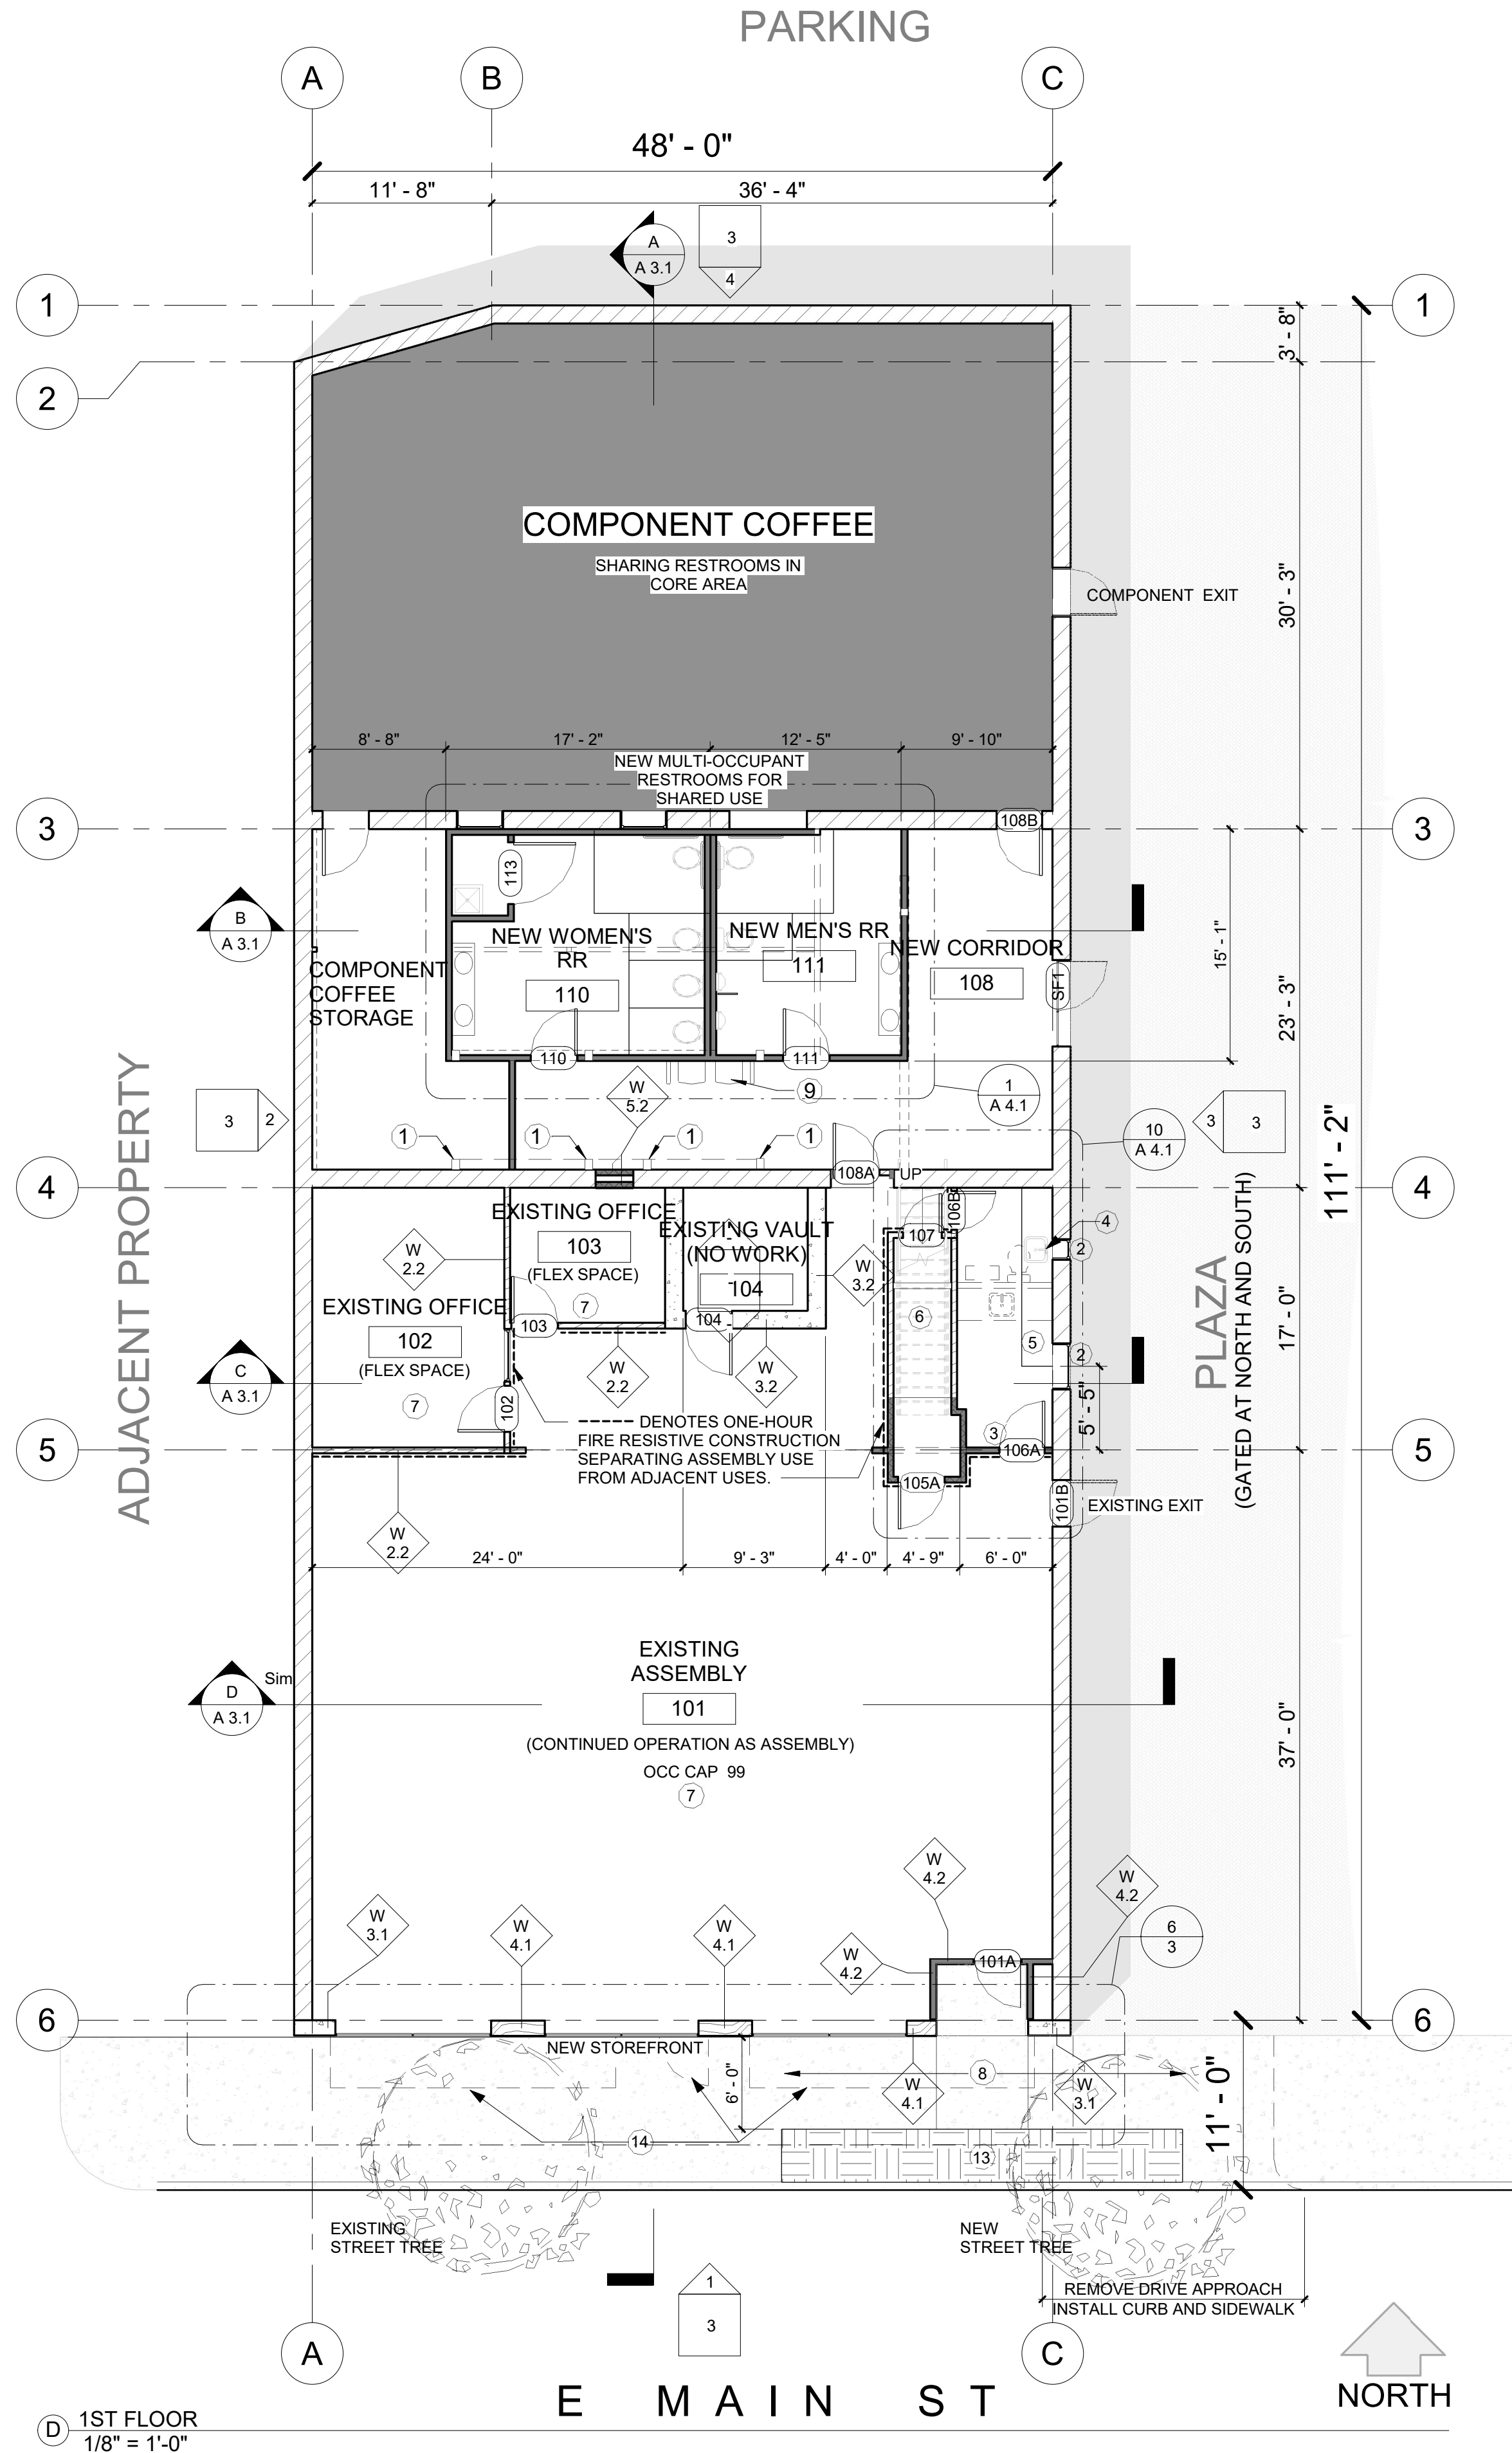 PARKING
A
B
C
48' - 0"
11' - 8"
36' - 4"
A
A 3.1
3
4
1
1
3' - 8"
2
COMPONENT COFFEE
SHARING RESTROOMS IN
CORE AREA
COMPONENT EXIT
30' - 3"
8' - 8"
17' - 2"
12' - 5"
9' - 10"
NEW MULTI-OCCUPANT
RESTROOMS FOR
SHARED USE
108B
3
3
113
B
A 3.1
NEW WOMEN'S
RR
110
NEW MEN'S RR
111
NEW CORRIDOR
108
SF1
15' - 1"
23' - 3"
COMPONENT
COFFEE
STORAGE
110
111
9
W
5.2
1
A 4.1
3
2
3
3
10
A 4.1
1
1
1
1
108A
UP
111' - 2"
ADJACENT PROPERTY
4
4
EXISTING OFFICE
103
(FLEX SPACE)
7
EXISTING VAULT
(NO WORK)
104
106B
107
4
2
W
2.2
W
3.2
EXISTING OFFICE
102
(FLEX SPACE)
7
103
104
6
5
2
PLAZA
(GATED AT NORTH AND SOUTH)
17' - 0"
C
A 3.1
W
2.2
W
3.2
102
5' - 5"
DENOTES ONE-HOUR
FIRE RESISTIVE CONSTRUCTION
SEPARATING ASSEMBLY USE
FROM ADJACENT USES.
3
106A
5
5
105A
101B
EXISTING EXIT
W
2.2
24' - 0"
9' - 3"
4' - 0"
4' - 9"
6' - 0"
EXISTING
ASSEMBLY
101
(CONTINUED OPERATION AS ASSEMBLY)
OCC CAP 99
7
D
A 3.1
Sim
37' - 0"
W
4.2
W
4.2
W
3.1
W
4.1
W
4.1
W
4.2
6
3
101A
6
6
NEW STOREFRONT
6' - 0"
8
W
4.1
W
3.1
11' - 0"
14
13
EXISTING
STREET TREE
NEW
STREET TREE
1
3
REMOVE DRIVE APPROACH
INSTALL CURB AND SIDEWALK
A
C
E MAIN ST
NORTH
D
1ST FLOOR
1/8" = 1'-0"